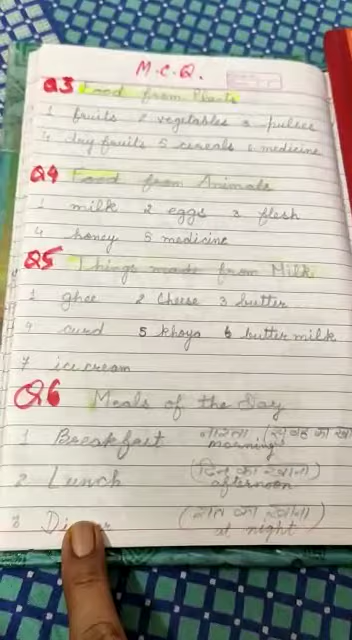 M.C.Q.
Q3 Food from Plants
1 fruits 2 vegetables 3 pulses
4 dry fruits 5 cereals 6 medicine
Q4 Food from Animals
1 milk 2 eggs 3 flesh
4 honey 5 medicine
Q5 Things made from Milk
1 ghee 2 Cheese 3 butter
4 curd 5 khoya 6 butter milk
7 ice cream
Q6 Meals of the Day
1 Breakfast नाश्ता (सुबह का
morning
2 Lunch (दिन का खाना)
afternoon
3 (रात का खाना)
at night